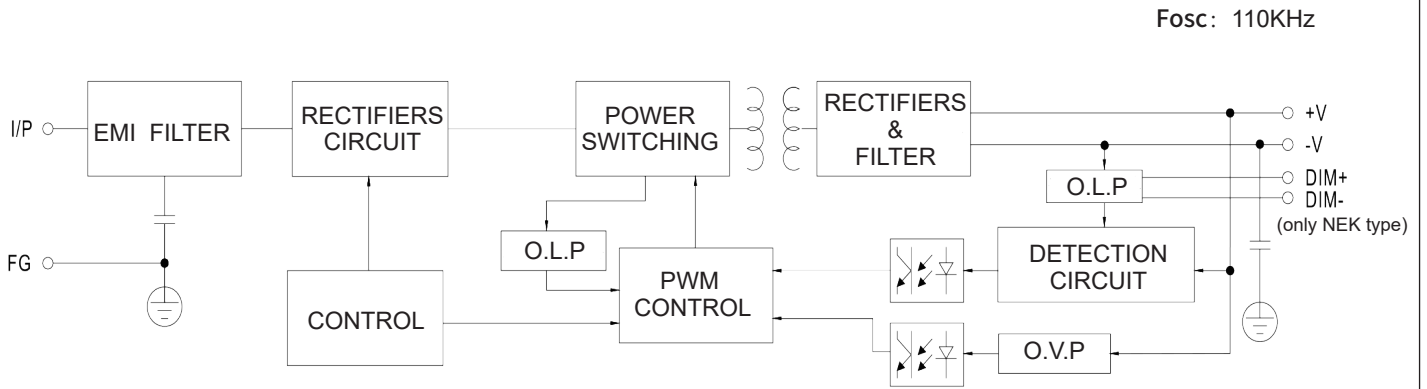 Fosc: 110KHz
I/P
EMI FILTER
RECTIFIERS
CIRCUIT
POWER
SWITCHING
RECTIFIERS
&
FILTER
+V
-V
DIM+
DIM-
(only NEK type)
O.L.P
FG
O.L.P
CONTROL
PWM
CONTROL
DETECTION
CIRCUIT
O.V.P